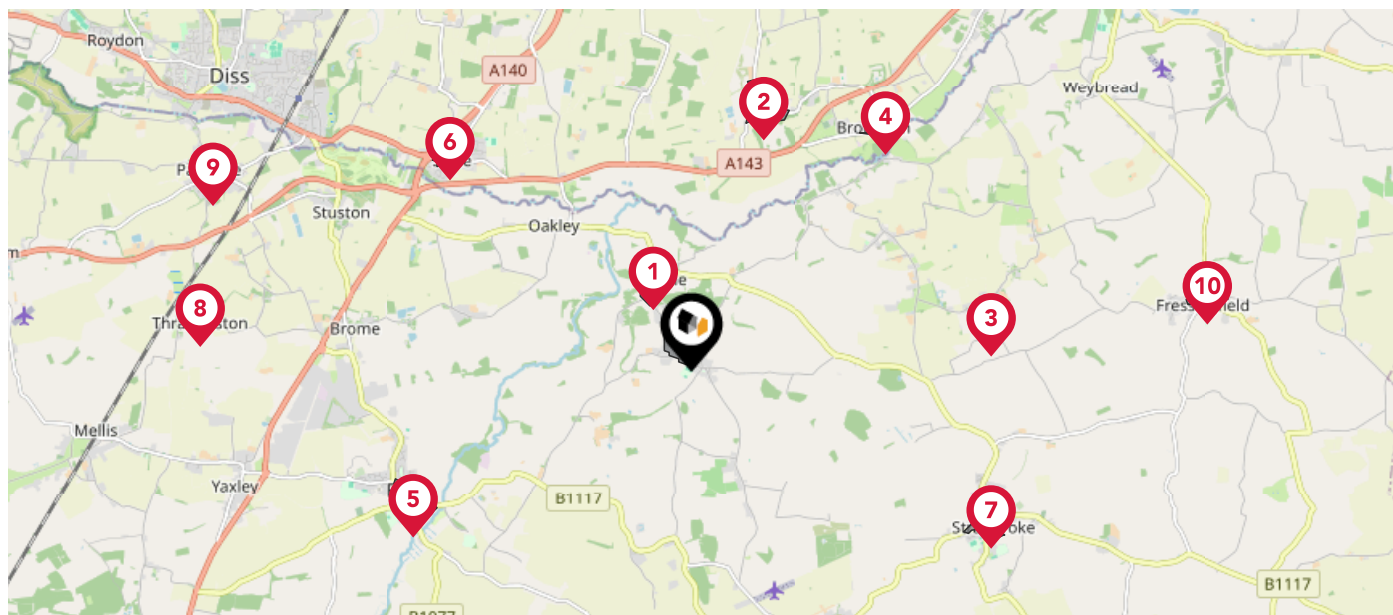 Roydon
Diss
A140
Weybread
2
4
6
A143
9
Stuston
Oakley
1
10
8
3
Brome
Mellis
Yaxley
5
B1117
7
B1117